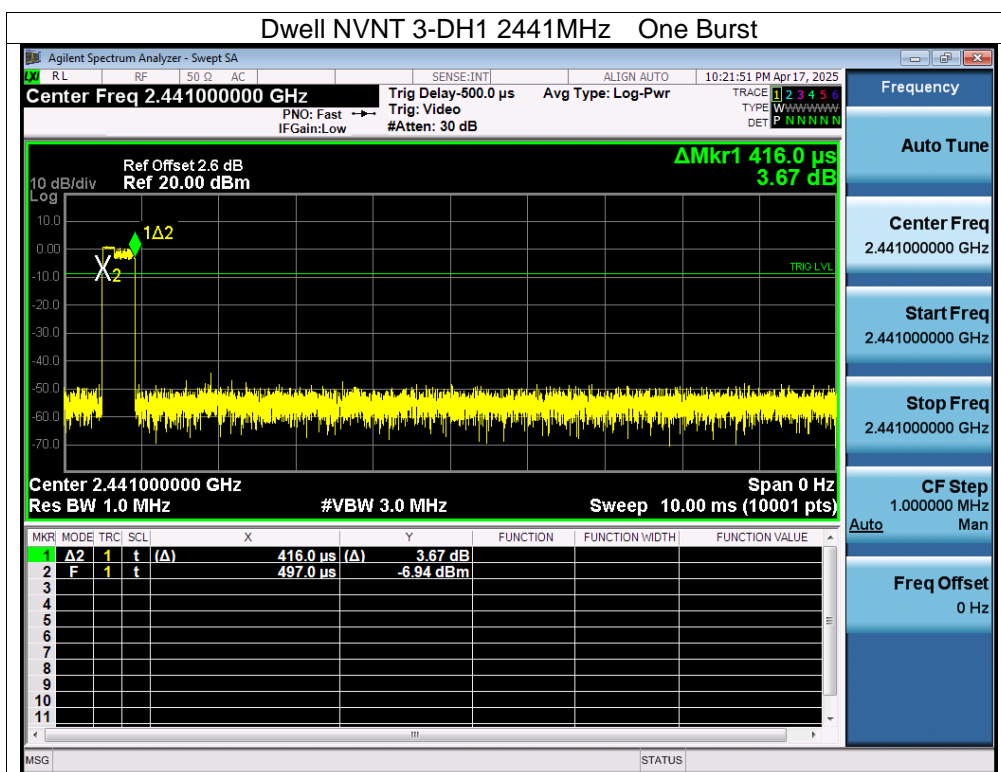 Dwell NVNT 3-DH1 2441MHz One Burst
Agilent Spectrum Analyzer - Swept SA
LXI RL RF 50 Ω AC SENSE:INT ALIGN AUTO 10:21:51 PM Apr 17, 2025
Center Freq 2.441000000 GHz Trig Delay-500.0 µs Avg Type: Log-Pwr TRACE 1 2 3 4 5 6
PNO: Fast Trig: Video TYPE WWWWWW
IFGain:Low #Atten: 30 dB DET P N N N N N
Frequency
ΔMkr1 416.0 µs
3.67 dB
Ref Offset 2.6 dB
10 dB/div Ref 20.00 dBm
Log
10.0
0.00
-10.0
-20.0
-30.0
-40.0
-50.0
-60.0
-70.0
1Δ2
X2
TRIG LVL
Center 2.441000000 GHz Span 0 Hz
Res BW 1.0 MHz #VBW 3.0 MHz Sweep 10.00 ms (10001 pts)
MKR MODE TRC SCL X Y FUNCTION FUNCTION WIDTH FUNCTION VALUE
1 Δ2 1 t (Δ) 416.0 µs (Δ) 3.67 dB
2 F 1 t 497.0 µs -6.94 dBm
3
4
5
6
7
8
9
10
11
MSG STATUS
Auto Tune
Center Freq
2.441000000 GHz
Start Freq
2.441000000 GHz
Stop Freq
2.441000000 GHz
CF Step
1.000000 MHz
Auto Man
Freq Offset
0 Hz